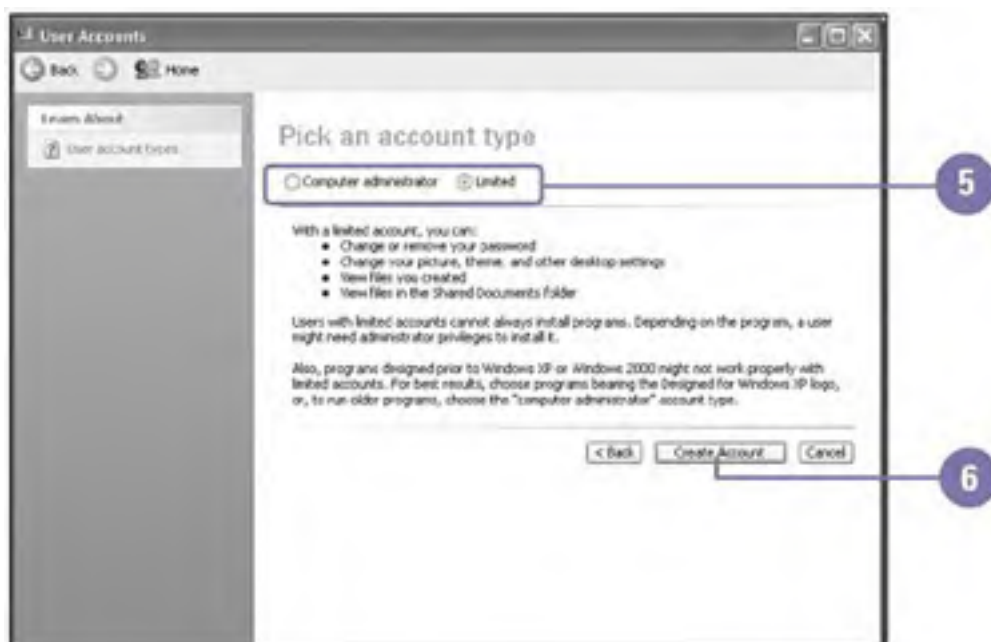 User Accounts
Back Home
Learn About
User account types
Pick an account type
Computer administrator Limited
5
With a limited account, you can:
Change or remove your password
Change your picture, theme, and other desktop settings
View files you created
View files in the Shared Documents folder
Users with limited accounts cannot always install programs. Depending on the program, a user
might need administrator privileges to install it.
Also, programs designed prior to Windows XP or Windows 2000 might not work properly with
limited accounts. For best results, choose programs bearing the Designed for Windows XP logo,
or, to run older programs, choose the "computer administrator" account type.
< Back Create Account Cancel
6